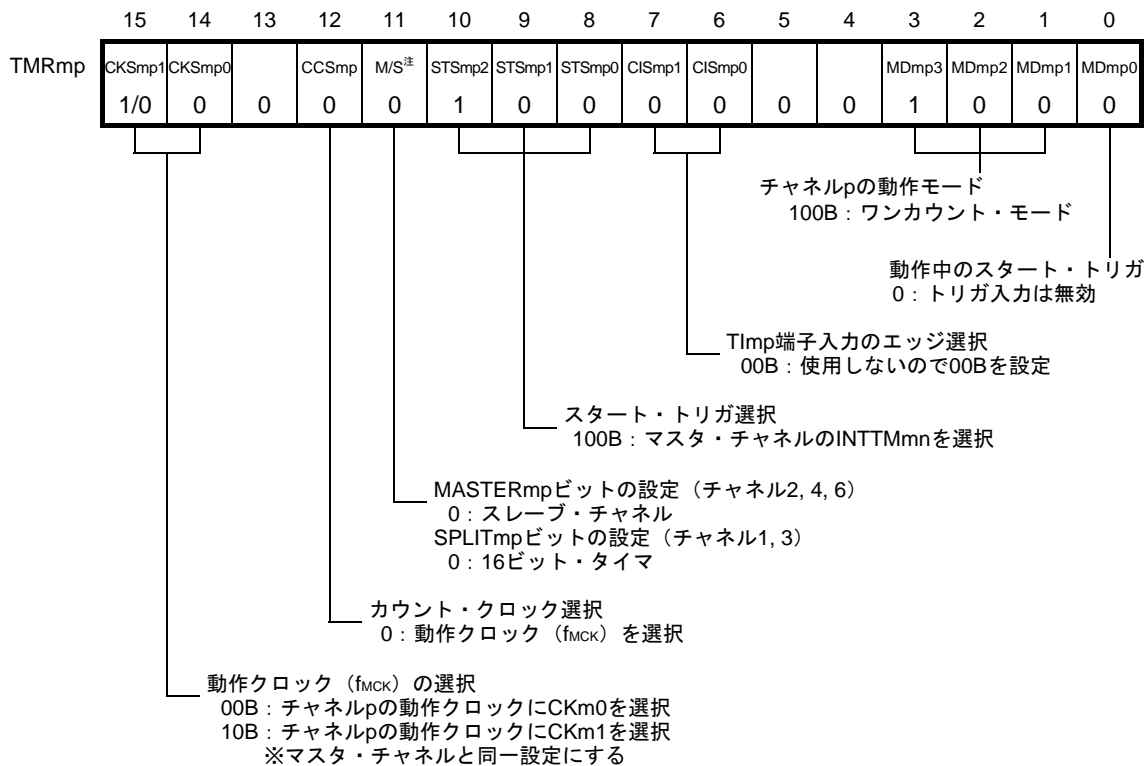 15 14 13 12 11 10 9 8 7 6 5 4 3 2 1 0
TMRmp CKSmp1 CKSmp0 CCSmp M/S注 STSmp2 STSmp1 STSmp0 CISmp1 CISmp0 MDmp3 MDmp2 MDmp1 MDmp0
1/0 0 0 0 0 1 0 0 0 0 0 0 1 0 0 0
チャネルpの動作モード
100B：ワンカウント・モード
動作中のスタート・トリガ
0：トリガ入力は無効
TImp端子入力のエッジ選択
00B：使用しないので00Bを設定
スタート・トリガ選択
100B：マスタ・チャネルのINTTMmnを選択
MASTERmpビットの設定（チャネル2, 4, 6）
0：スレーブ・チャネル
SPLITmpビットの設定（チャネル1, 3）
0：16ビット・タイマ
カウント・クロック選択
0：動作クロック（fMCK）を選択
動作クロック（fMCK）の選択
00B：チャネルpの動作クロックにCKm0を選択
10B：チャネルpの動作クロックにCKm1を選択
※マスタ・チャネルと同一設定にする